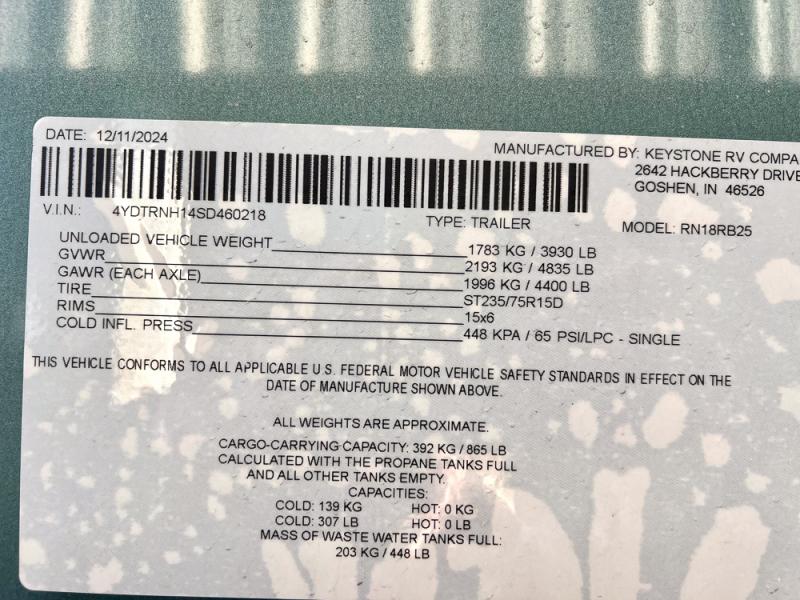 DATE: 12/11/2024
MANUFACTURED BY: KEYSTONE RV COMPA
2642 HACKBERRY DRIVE
GOSHEN, IN 46526
V.I.N.: 4YDTRNH14SD460218
TYPE: TRAILER
MODEL: RN18RB25
UNLOADED VEHICLE WEIGHT 1783 KG / 3930 LB
GVWR 2193 KG / 4835 LB
GAWR (EACH AXLE) 1996 KG / 4400 LB
TIRE ST235/75R15D
RIMS 15x6
COLD INFL. PRESS 448 KPA / 65 PSI/LPC - SINGLE
THIS VEHICLE CONFORMS TO ALL APPLICABLE U.S. FEDERAL MOTOR VEHICLE SAFETY STANDARDS IN EFFECT ON THE
DATE OF MANUFACTURE SHOWN ABOVE.
ALL WEIGHTS ARE APPROXIMATE.
CARGO-CARRYING CAPACITY: 392 KG / 865 LB
CALCULATED WITH THE PROPANE TANKS FULL
AND ALL OTHER TANKS EMPTY.
CAPACITIES:
COLD: 139 KG HOT: 0 KG
COLD: 307 LB HOT: 0 LB
MASS OF WASTE WATER TANKS FULL:
203 KG / 448 LB